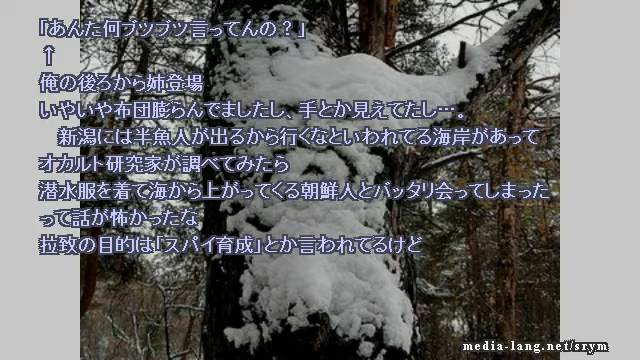 「あんた何ブツブツ言ってんの？」
↑
俺の後ろから姉登場
いやいや布団膨らんでましたし、手とか見えてたし…。
　新潟には半魚人が出るから行くなといわれてる海岸があって
オカルト研究家が調べてみたら
潜水服を着て海から上がってくる朝鮮人とバッタリ会ってしまった
って話が怖かったな
拉致の目的は「スパイ育成」とか言われてるけど
media-lang.net/srym